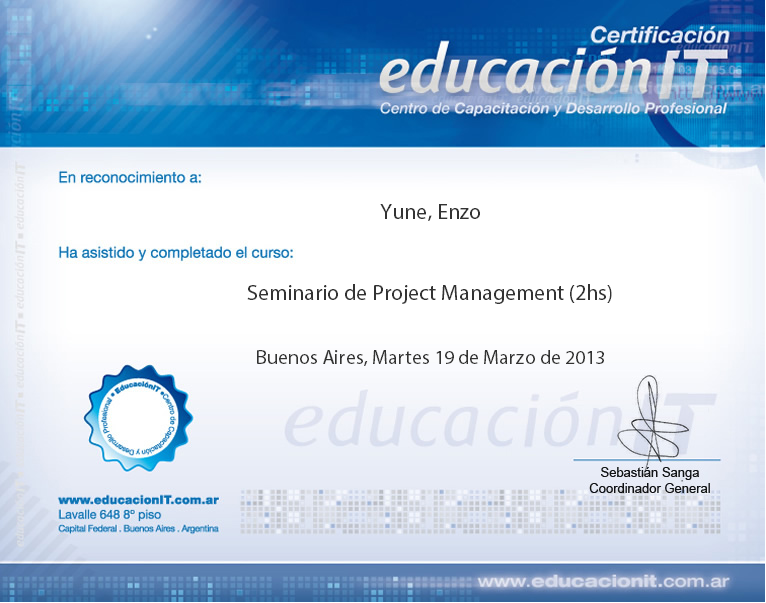 Certificación
educaciónIT
Centro de Capacitación y Desarrollo Profesional
En reconocimiento a:
Yune, Enzo
Ha asistido y completado el curso:
Seminario de Project Management (2hs)
Buenos Aires, Martes 19 de Marzo de 2013
EducaciónIT • Centro de Capacitación y Desarrollo Profesional •
educaciónIT
Sebastián Sanga
Coordinador General
www.educacionIT.com.ar
Lavalle 648 8º piso
Capital Federal . Buenos Aires . Argentina
www.educacionit.com.ar